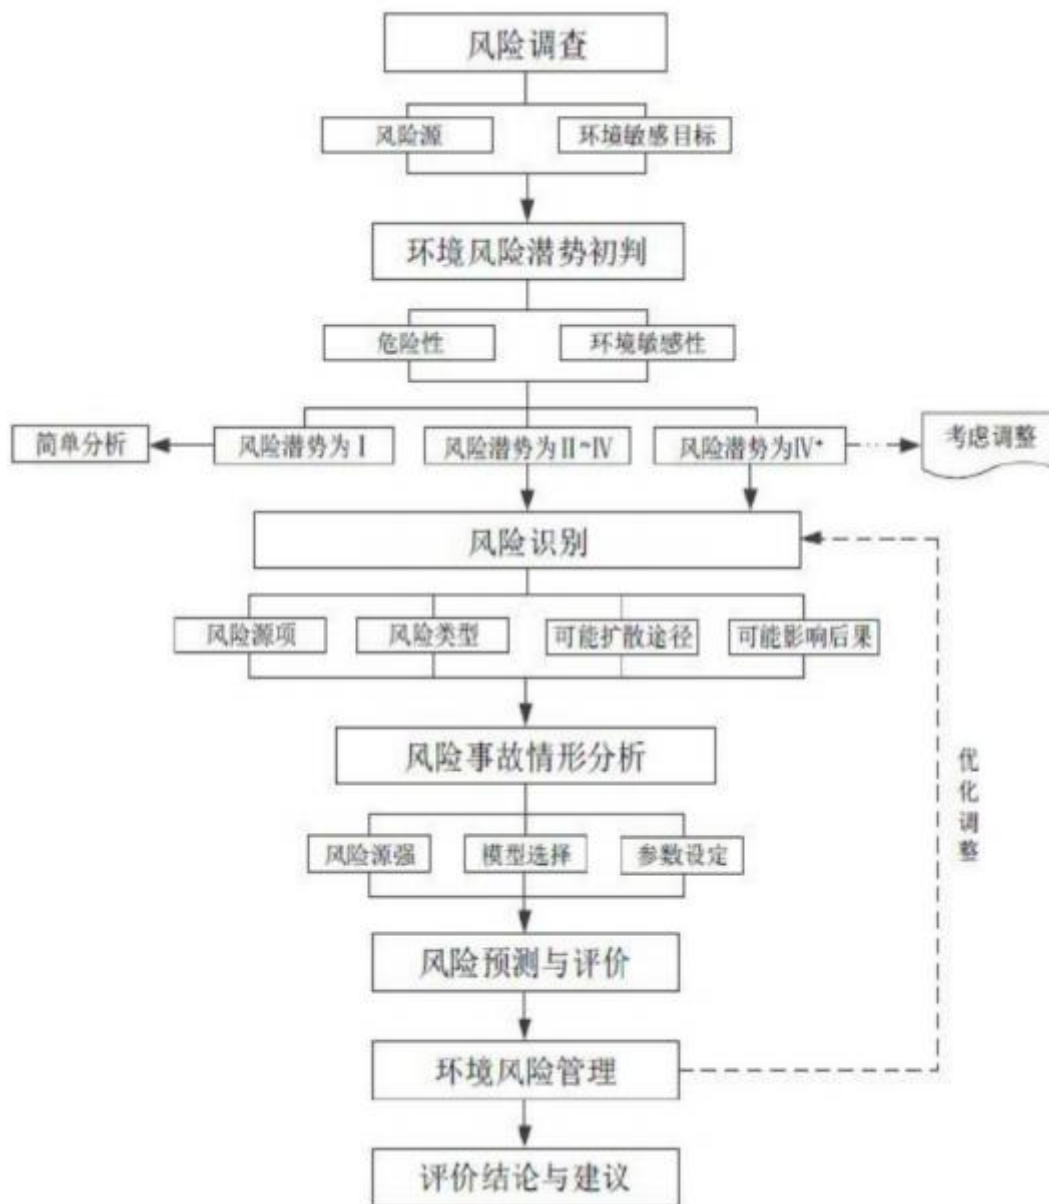 风险调查
风险源
环境敏感目标
环境风险潜势初判
危险性
环境敏感性
简单分析
风险潜势为Ⅰ
风险潜势为Ⅱ~Ⅳ
风险潜势为Ⅳ+
考虑调整
风险识别
风险源项
风险类型
可能扩散途径
可能影响后果
风险事故情形分析
优化调整
风险源强
模型选择
参数设定
风险预测与评价
环境风险管理
评价结论与建议